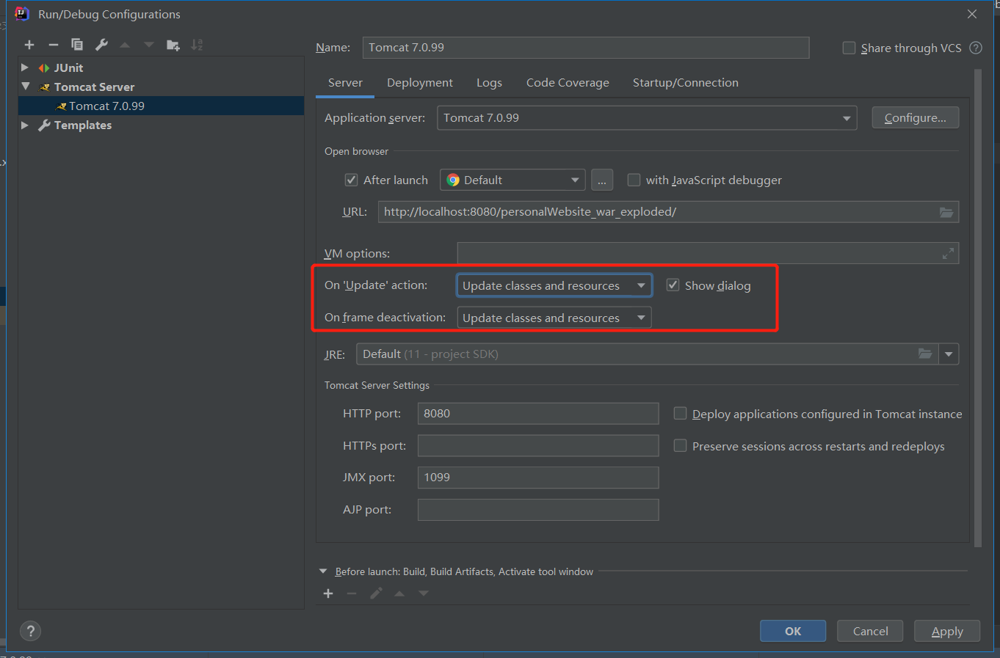 Run/Debug Configurations
Name: Tomcat 7.0.99 Share through VCS ?
JUnit
Tomcat Server
Tomcat 7.0.99
Templates
Server Deployment Logs Code Coverage Startup/Connection
Application server: Tomcat 7.0.99 Configure...
Open browser
After launch Default ... with JavaScript debugger
URL: http://localhost:8080/personalWebsite_war_exploded/
VM options:
On 'Update' action: Update classes and resources Show dialog
On frame deactivation: Update classes and resources
JRE: Default (11 - project SDK)
Tomcat Server Settings
HTTP port: 8080 Deploy applications configured in Tomcat instance
HTTPs port: Preserve sessions across restarts and redeploys
JMX port: 1099
AJP port:
Before launch: Build, Build Artifacts, Activate tool window
? OK Cancel Apply